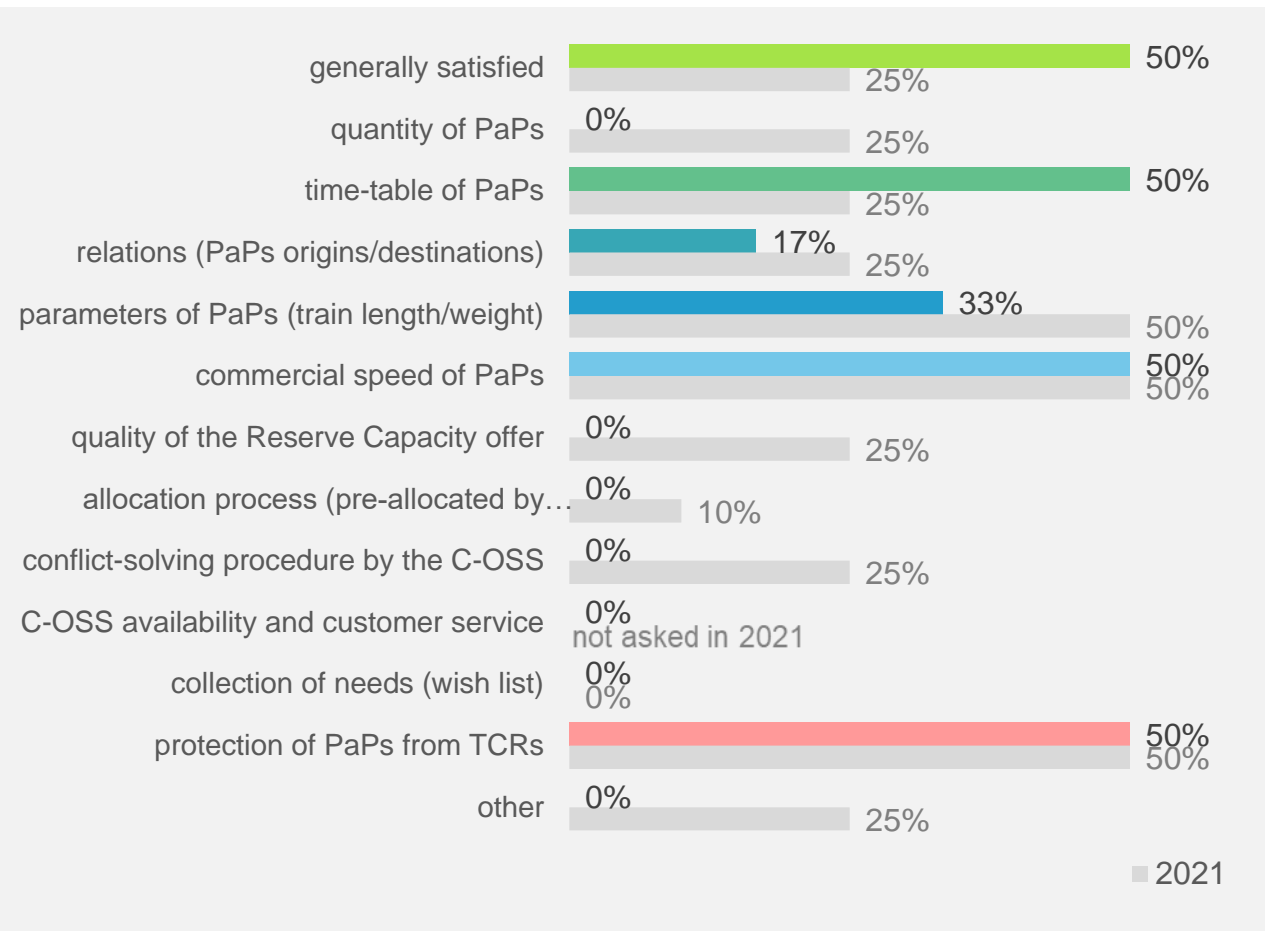 generally satisfied 50%
25%
quantity of PaPs 0%
25%
time-table of PaPs 50%
25%
relations (PaPs origins/destinations) 17%
25%
parameters of PaPs (train length/weight) 33%
50%
commercial speed of PaPs 50%
50%
quality of the Reserve Capacity offer 0%
25%
allocation process (pre-allocated by… 0%
10%
conflict-solving procedure by the C-OSS 0%
25%
C-OSS availability and customer service 0%
not asked in 2021
collection of needs (wish list) 0%
0%
protection of PaPs from TCRs 50%
50%
other 0%
25%
2021